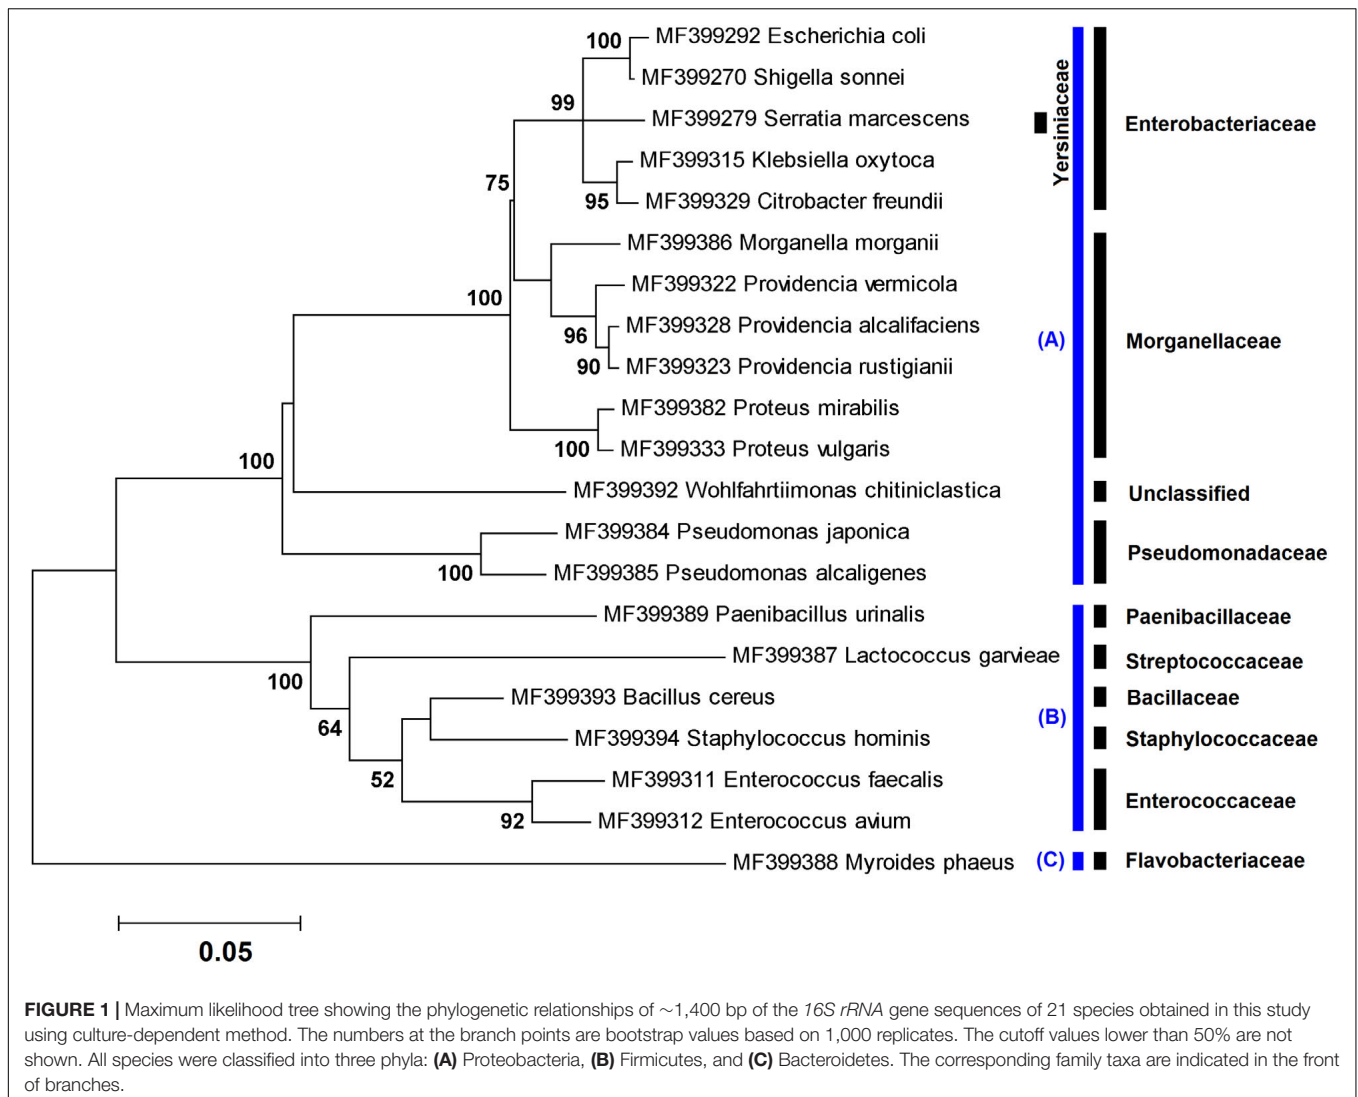 100
MF399292 Escherichia coli
MF399270 Shigella sonnei
99
MF399279 Serratia marcescens
Yersiniaceae
Enterobacteriaceae
MF399315 Klebsiella oxytoca
75
95
MF399329 Citrobacter freundii
MF399386 Morganella morganii
MF399322 Providencia vermicola
100
MF399328 Providencia alcalifaciens
96
(A)
Morganellaceae
90
MF399323 Providencia rustigianii
MF399382 Proteus mirabilis
100
MF399333 Proteus vulgaris
100
MF399392 Wohlfahrtiimonas chitiniclastica
Unclassified
MF399384 Pseudomonas japonica
Pseudomonadaceae
100
MF399385 Pseudomonas alcaligenes
MF399389 Paenibacillus urinalis
Paenibacillaceae
MF399387 Lactococcus garvieae
Streptococcaceae
100
MF399393 Bacillus cereus
Bacillaceae
64
(B)
MF399394 Staphylococcus hominis
Staphylococcaceae
52
MF399311 Enterococcus faecalis
Enterococcaceae
92
MF399312 Enterococcus avium
MF399388 Myroides phaeus
(C)
Flavobacteriaceae
0.05
FIGURE 1 | Maximum likelihood tree showing the phylogenetic relationships of ∼1,400 bp of the 16S rRNA gene sequences of 21 species obtained in this study
using culture-dependent method. The numbers at the branch points are bootstrap values based on 1,000 replicates. The cutoff values lower than 50% are not
shown. All species were classified into three phyla: (A) Proteobacteria, (B) Firmicutes, and (C) Bacteroidetes. The corresponding family taxa are indicated in the front
of branches.